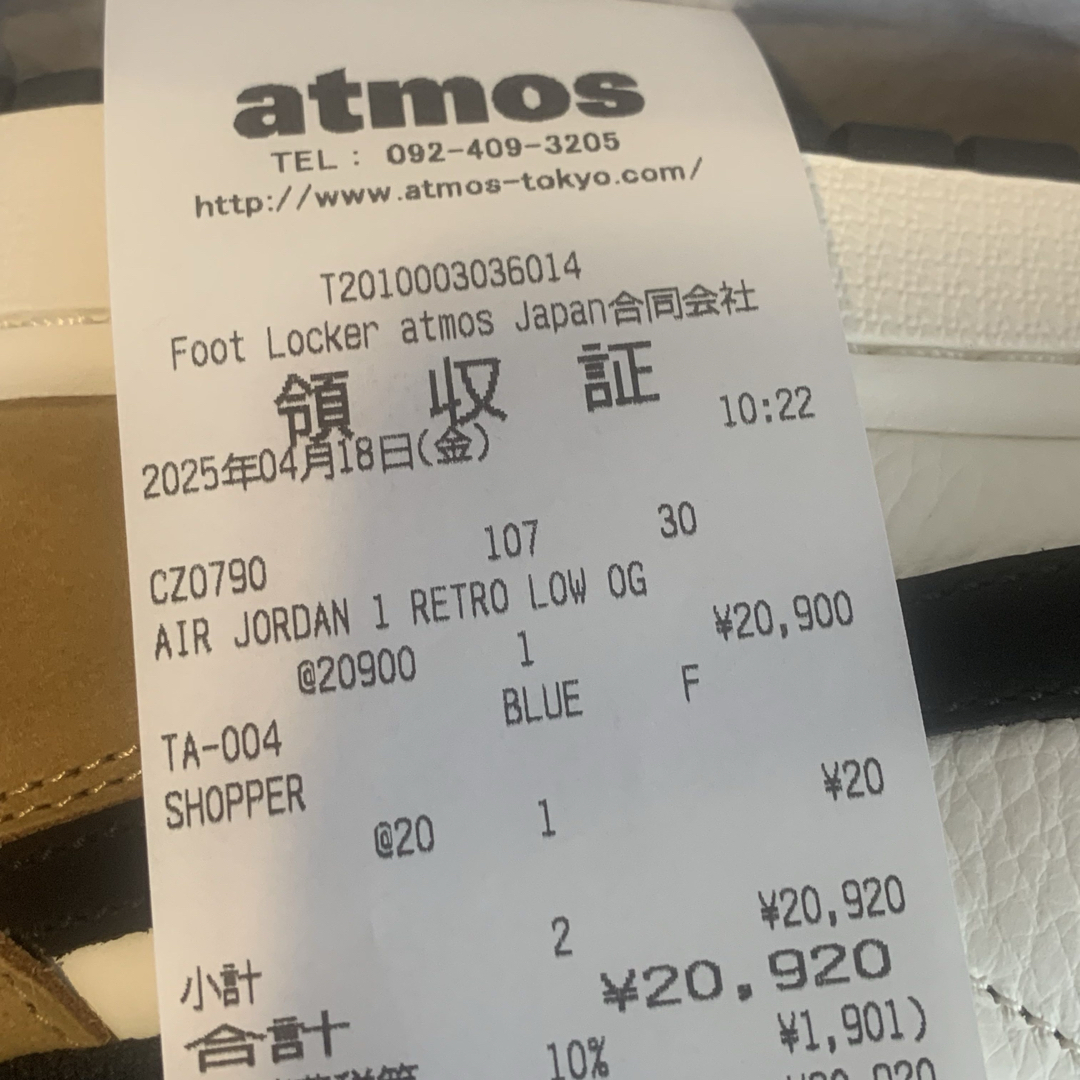 atmos
TEL : 092-409-3205
http://www.atmos-tokyo.com/
T2010003036014
Foot Locker atmos Japan合同会社
領 収 証
2025年04月18日(金) 10:22
CZ0790 107 30
AIR JORDAN 1 RETRO LOW OG
@20900 1 ¥20,900
TA-004 BLUE F
SHOPPER
@20 1 ¥20
小計 2 ¥20,920
合計 ¥20,920
10% ¥1,901)